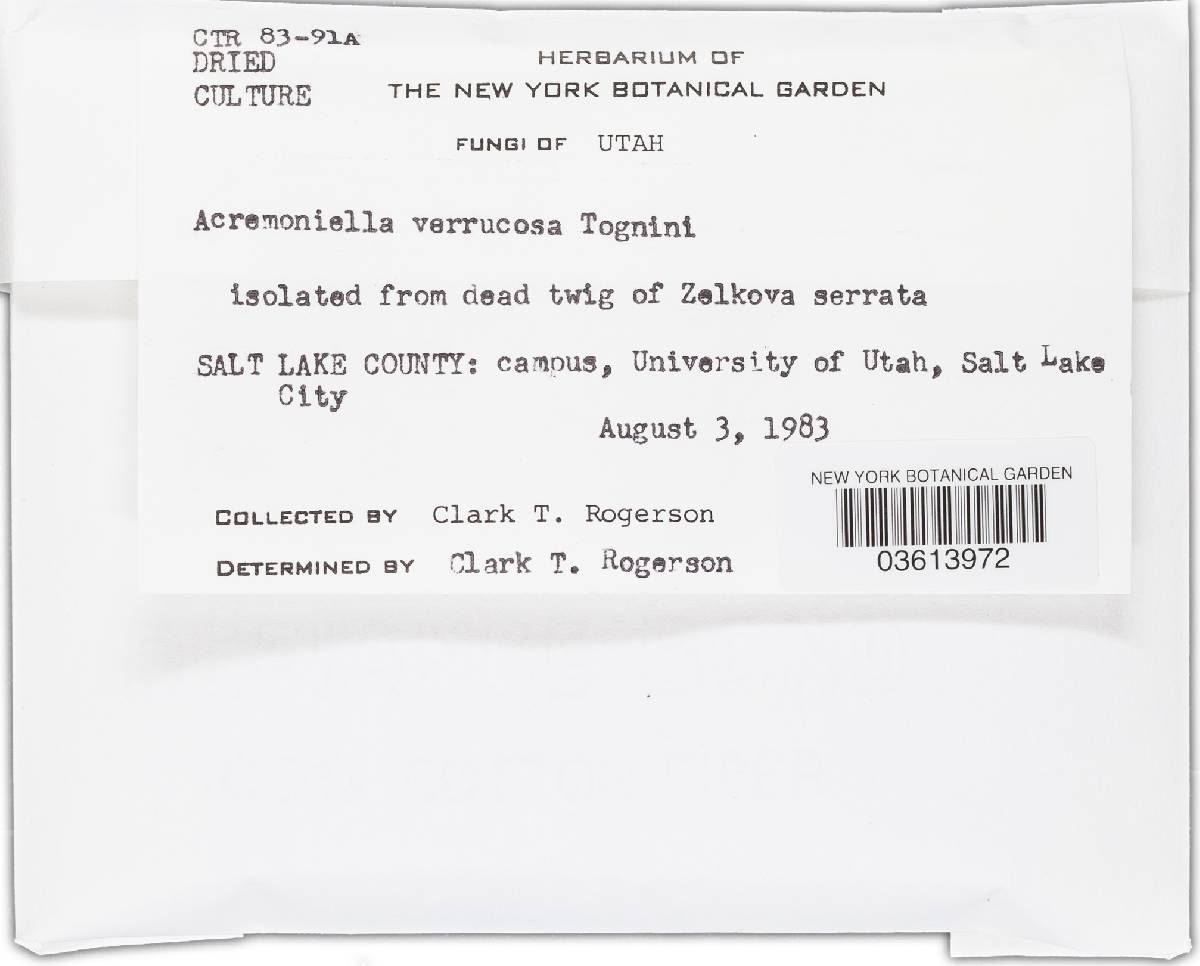 CTR 83-91A
DRIED
CULTURE
HERBARIUM OF
THE NEW YORK BOTANICAL GARDEN
FUNGI OF UTAH
Acremoniella verrucosa Tognini
isolated from dead twig of Zelkova serrata
SALT LAKE COUNTY: campus, University of Utah, Salt Lake
City
August 3, 1983
COLLECTED BY Clark T. Rogerson
DETERMINED BY Clark T. Rogerson
NEW YORK BOTANICAL GARDEN
03613972